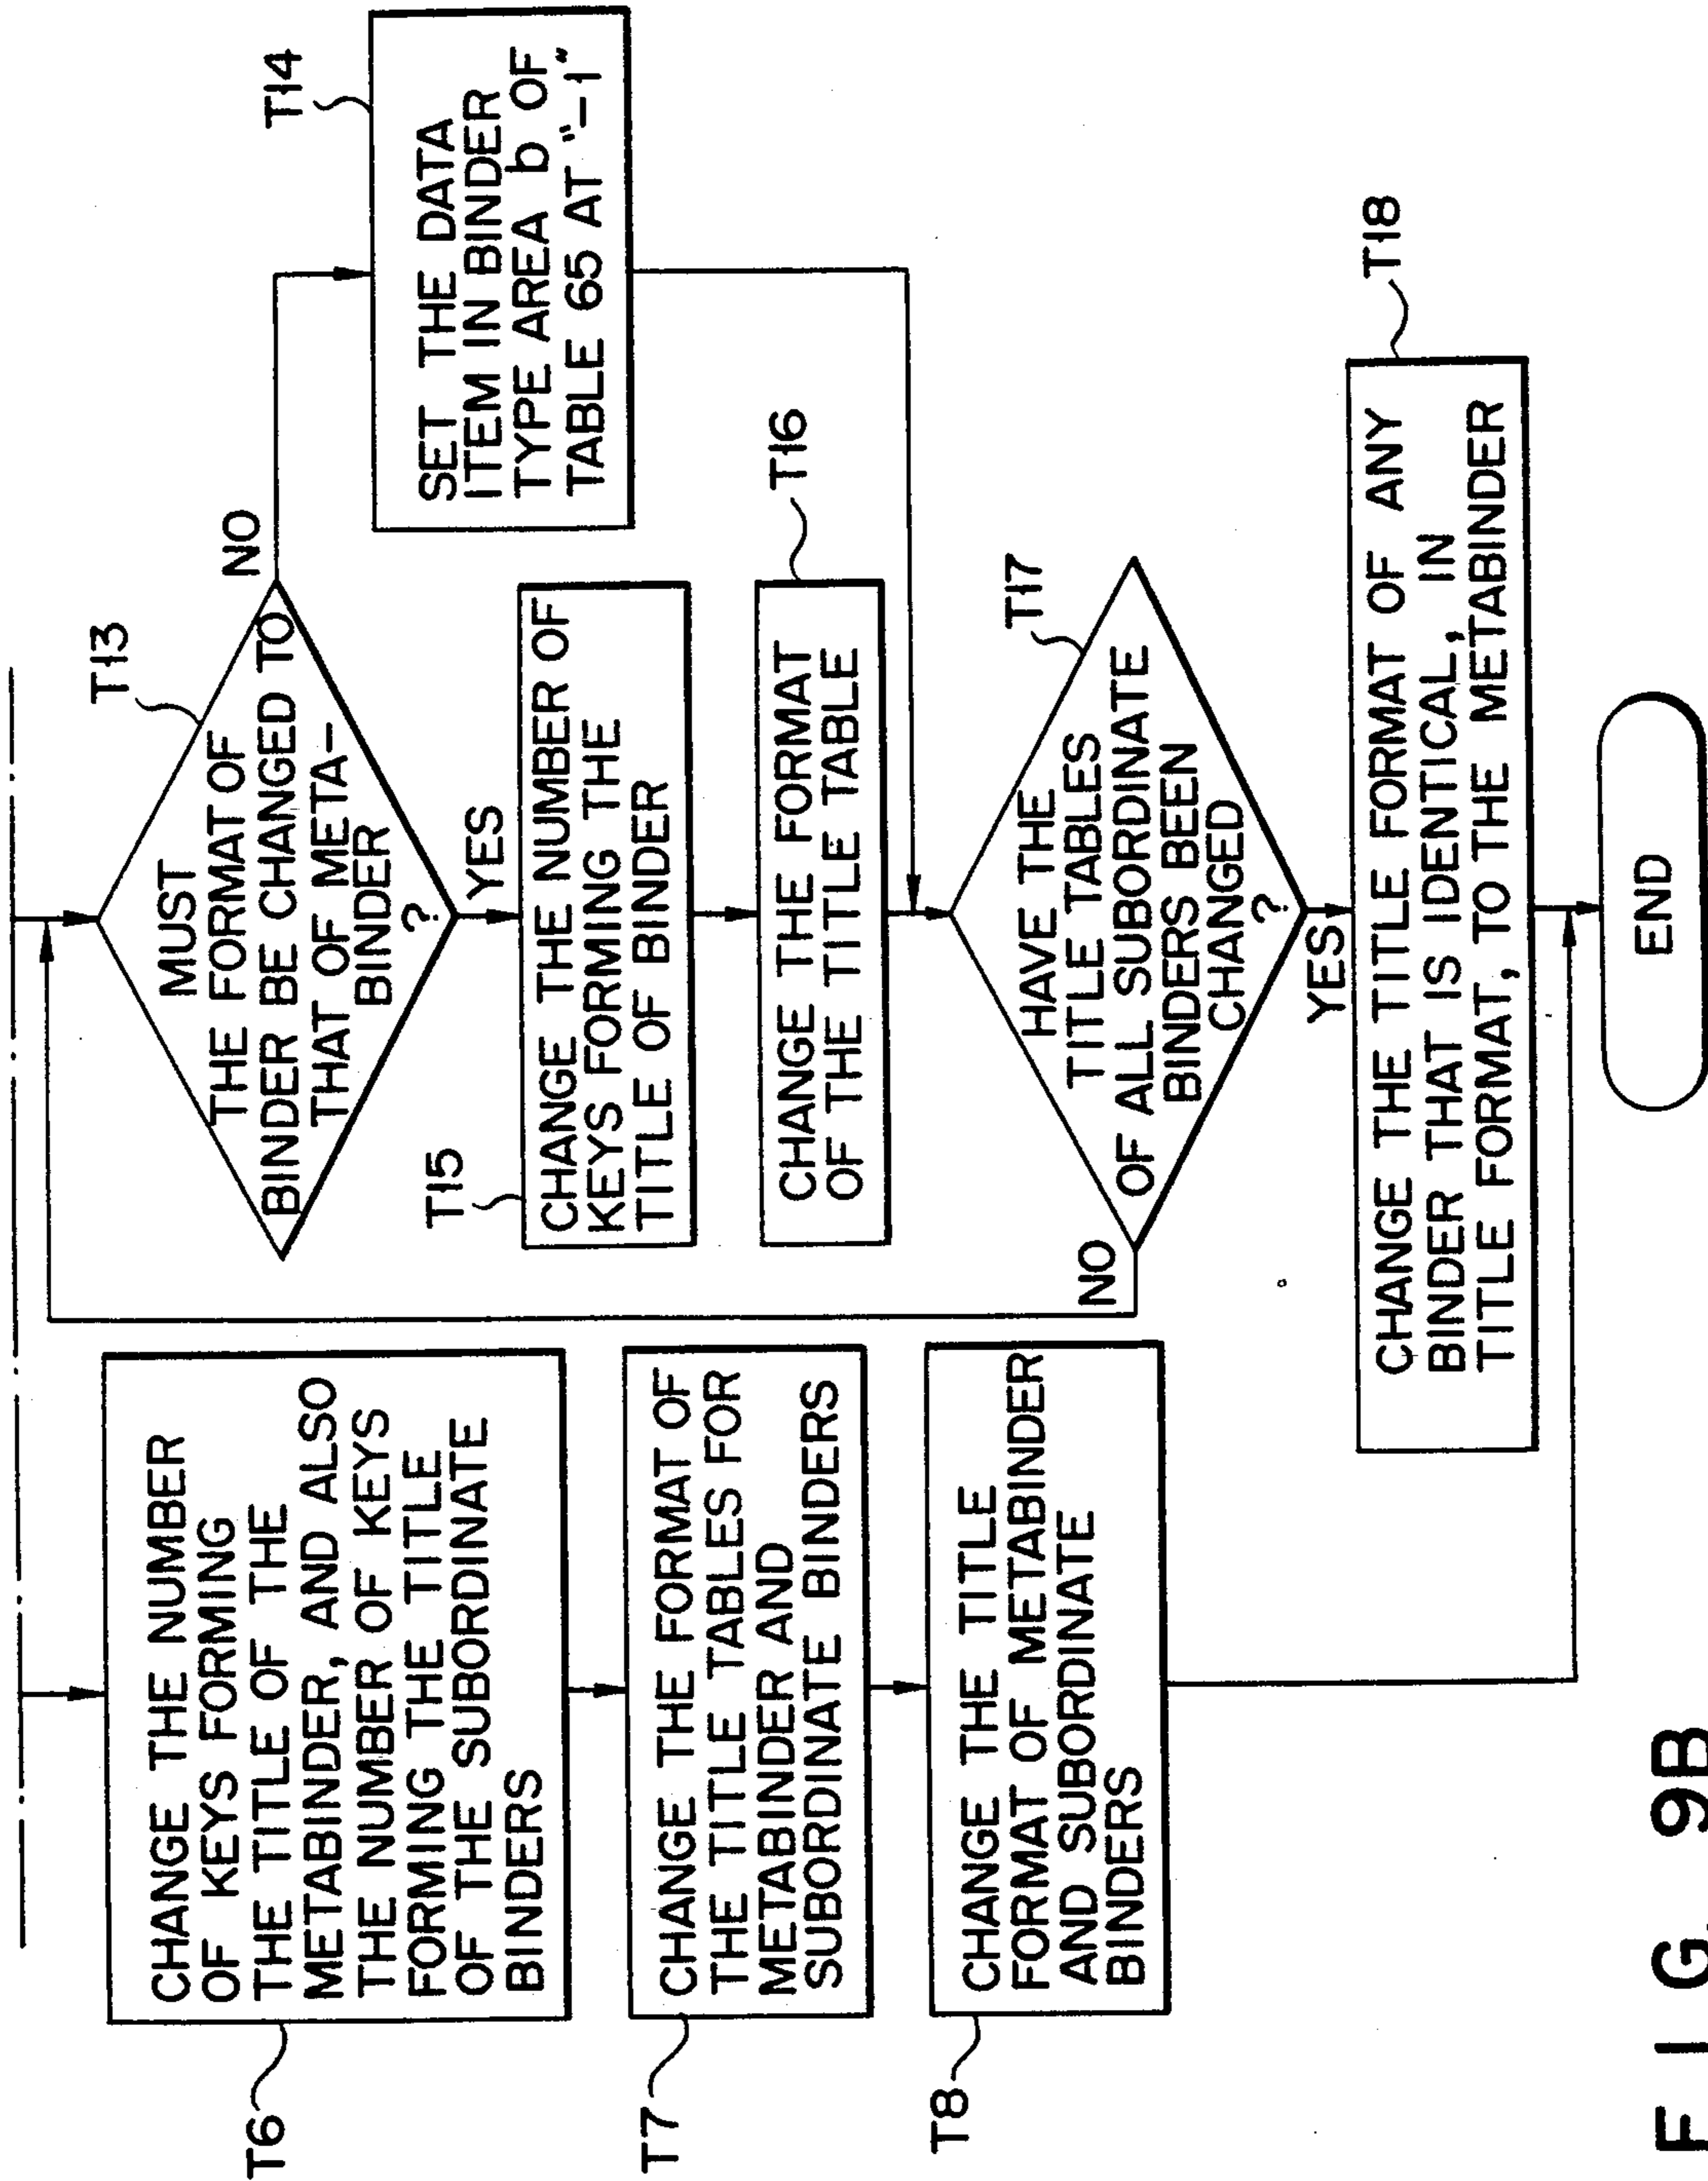 T6
CHANGE THE NUMBER
OF KEYS FORMING
THE TITLE OF THE
METABINDER, AND ALSO
THE NUMBER OF KEYS
FORMING THE TITLE
OF THE SUBORDINATE
BINDERS
T7
CHANGE THE FORMAT OF
THE TITLE TABLES FOR
METABINDER AND
SUBORDINATE BINDERS
T8
CHANGE THE TITLE
FORMAT OF METABINDER
AND SUBORDINATE
BINDERS
T13
MUST
THE FORMAT OF
BINDER BE CHANGED TO
THAT OF META-
BINDER
?
NO
YES
T14
SET THE DATA
ITEM IN BINDER
TYPE AREA b OF
TABLE 65 AT "-1"
T15
CHANGE THE NUMBER OF
KEYS FORMING THE
TITLE OF BINDER
T16
CHANGE THE FORMAT
OF THE TITLE TABLE
T17
HAVE THE
TITLE TABLES
OF ALL SUBORDINATE
BINDERS BEEN
CHANGED
?
NO
YES
T18
CHANGE THE TITLE FORMAT OF ANY
BINDER THAT IS IDENTICAL, IN
TITLE FORMAT, TO THE METABINDER
END
FIG. 9B